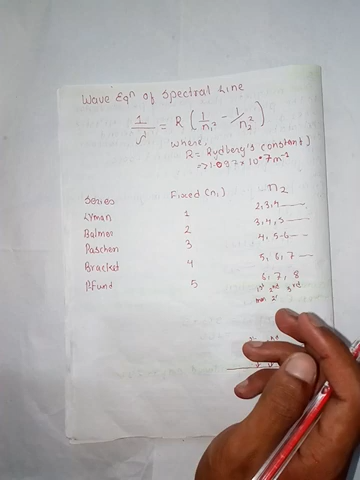 Wave Eqn of Spectral Line
1/λ = R (1/n₁² - 1/n₂²)
where,
R = Rydberg's constant]
=> 1.097 x 10^7 m⁻¹
Series Fixed (n₁) n₂
Lyman 1 2, 3, 4
Balmer 2 3, 4, 5
Paschen 3 4, 5 - 6
Bracket 4 5, 6, 7
P-Fund 5 6, 7, 8
1st 2nd 3rd